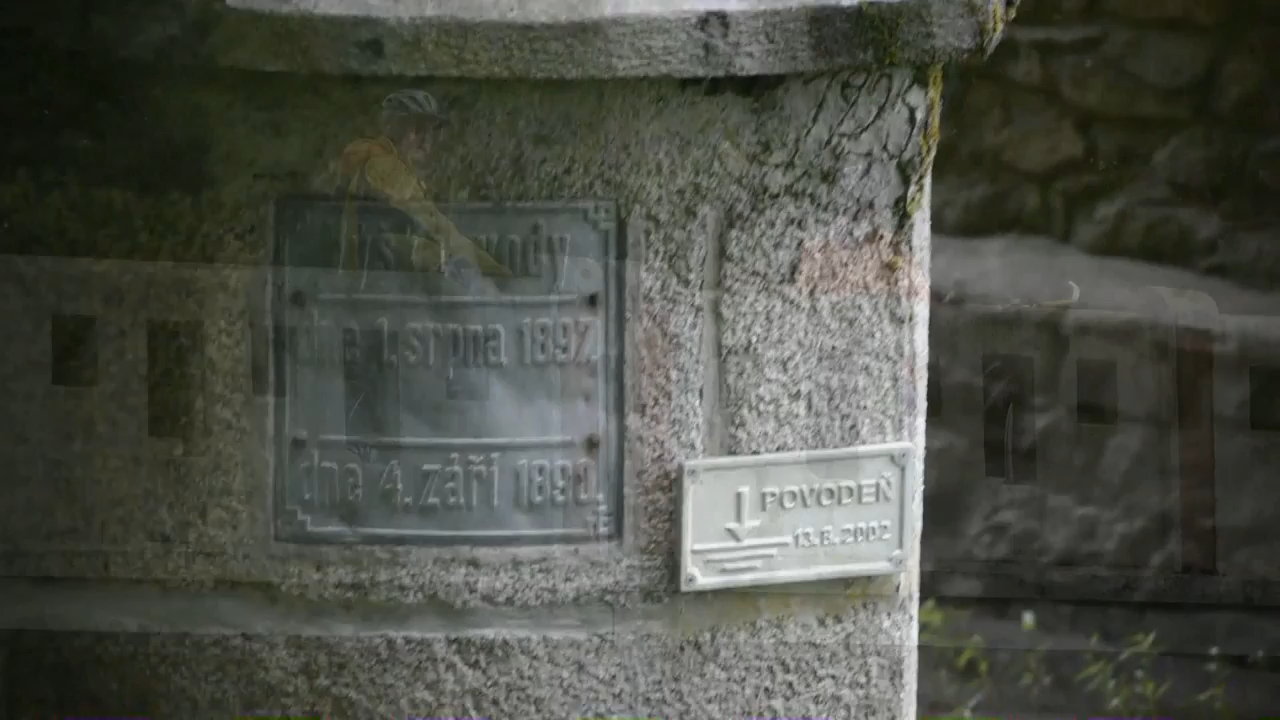 vody
dne 1. srpna 1897.
dne 4. září 1890.
POVODEŇ
13.8.2002